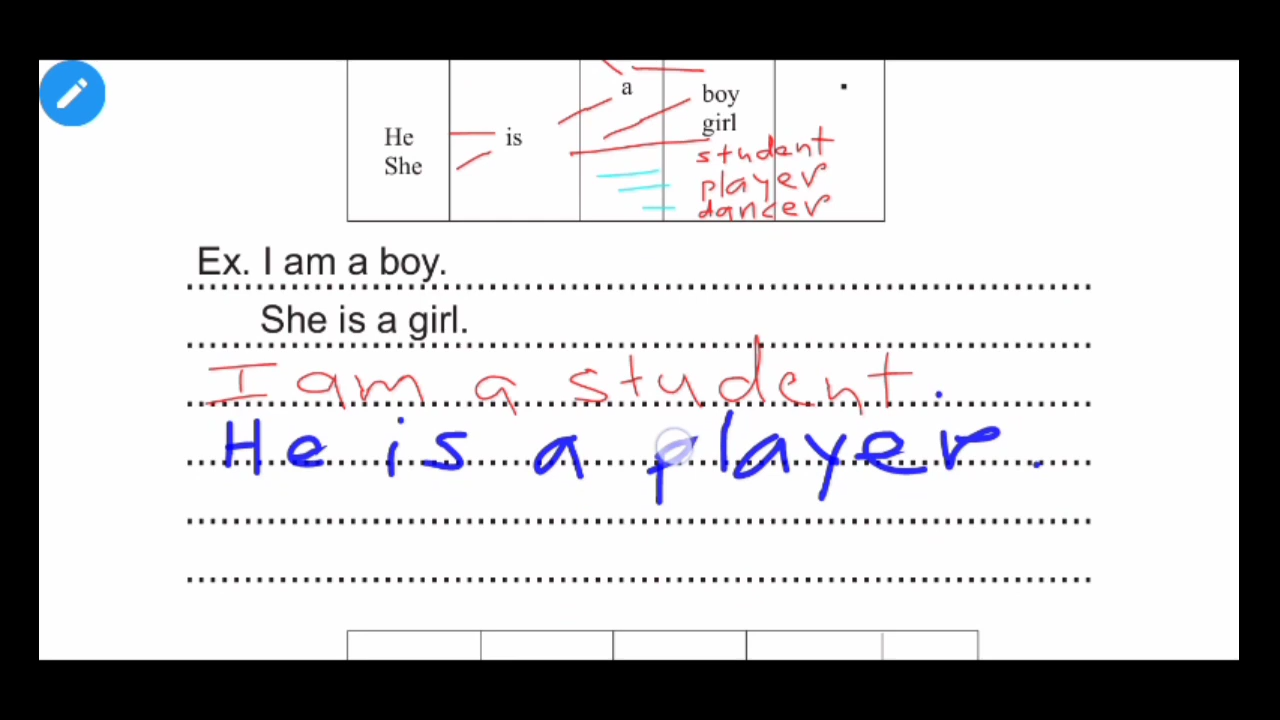 a boy .
girl
He is
She
student
player
dancer
Ex. I am a boy.
She is a girl.
I am a student.
He is a player.